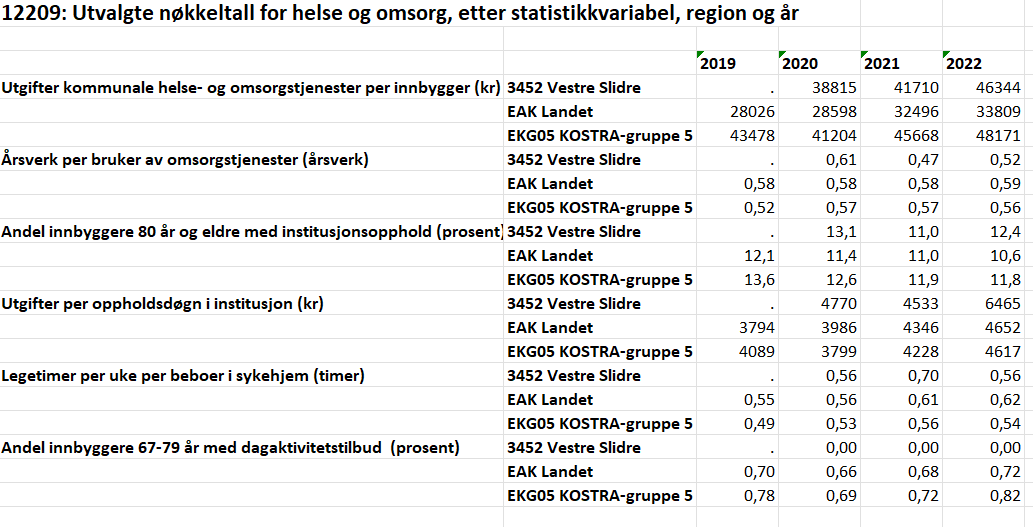 12209: Utvalgte nøkkeltall for helse og omsorg, etter statistikkvariabel, region og år
2019 2020 2021 2022
Utgifter kommunale helse- og omsorgstjenester per innbygger (kr) 3452 Vestre Slidre . 38815 41710 46344
EAK Landet 28026 28598 32496 33809
EKG05 KOSTRA-gruppe 5 43478 41204 45668 48171
Årsverk per bruker av omsorgstjenester (årsverk) 3452 Vestre Slidre . 0,61 0,47 0,52
EAK Landet 0,58 0,58 0,58 0,59
EKG05 KOSTRA-gruppe 5 0,52 0,57 0,57 0,56
Andel innbyggere 80 år og eldre med institusjonsopphold (prosent) 3452 Vestre Slidre . 13,1 11,0 12,4
EAK Landet 12,1 11,4 11,0 10,6
EKG05 KOSTRA-gruppe 5 13,6 12,6 11,9 11,8
Utgifter per oppholdsdøgn i institusjon (kr) 3452 Vestre Slidre . 4770 4533 6465
EAK Landet 3794 3986 4346 4652
EKG05 KOSTRA-gruppe 5 4089 3799 4228 4617
Legetimer per uke per beboer i sykehjem (timer) 3452 Vestre Slidre . 0,56 0,70 0,56
EAK Landet 0,55 0,56 0,61 0,62
EKG05 KOSTRA-gruppe 5 0,49 0,53 0,56 0,54
Andel innbyggere 67-79 år med dagaktivitetstilbud  (prosent) 3452 Vestre Slidre . 0,00 0,00 0,00
EAK Landet 0,70 0,66 0,68 0,72
EKG05 KOSTRA-gruppe 5 0,78 0,69 0,72 0,82